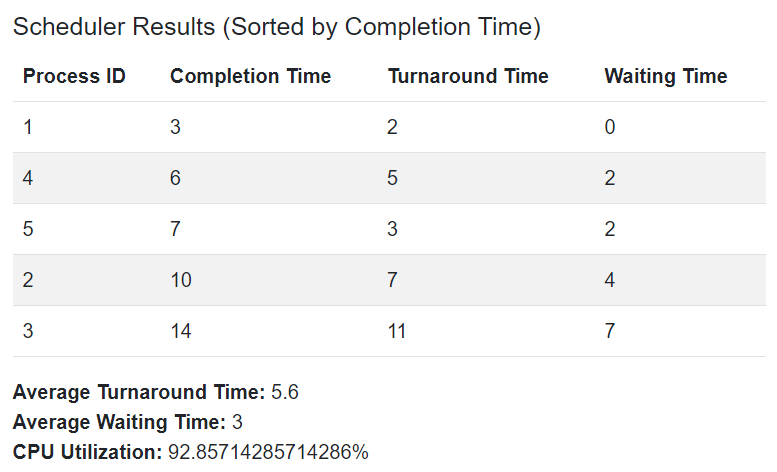 Scheduler Results (Sorted by Completion Time)
Process ID Completion Time Turnaround Time Waiting Time
1 3 2 0
4 6 5 2
5 7 3 2
2 10 7 4
3 14 11 7
Average Turnaround Time: 5.6
Average Waiting Time: 3
CPU Utilization: 92.85714285714286%